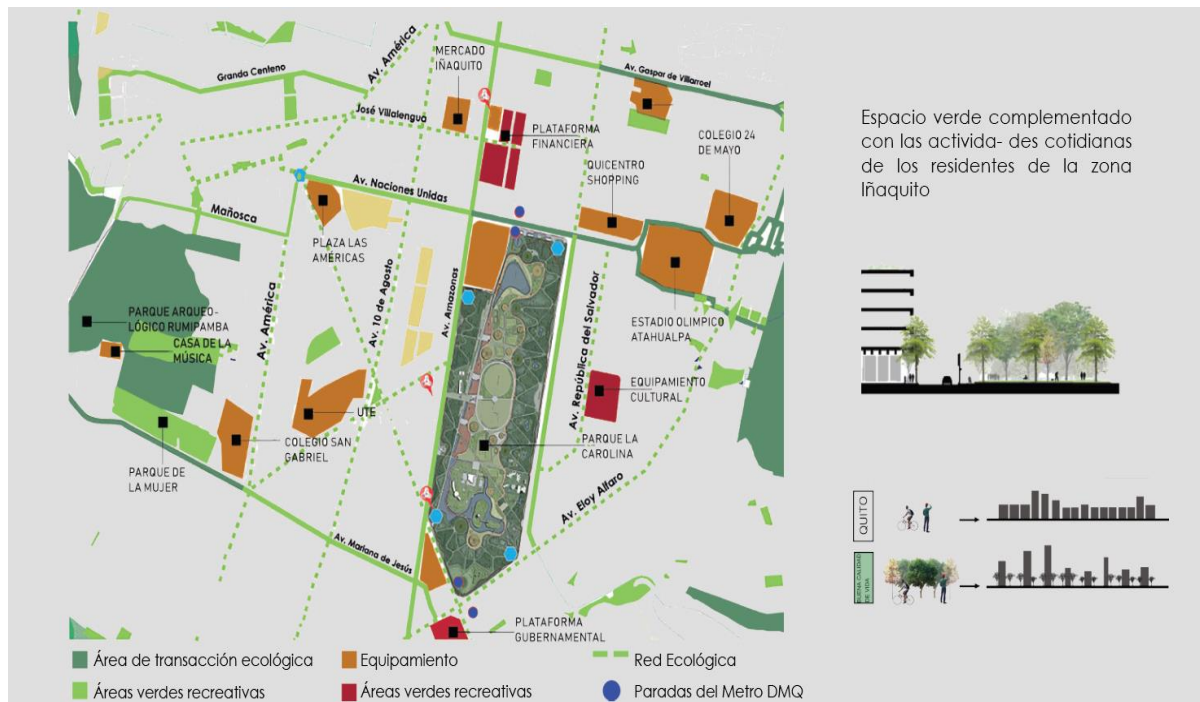 Granda Centeno
Av. América
MERCADO
IÑAQUITO
Av. Gaspar de Villarroel
José Villalengua
PLATAFORMA
FINANCIERA
COLEGIO 24
DE MAYO
QUICENTRO
SHOPPING
Av. Naciones Unidas
Mañosca
PLAZA LAS
AMÉRICAS
PARQUE ARQUEO-
LÓGICO RUMIPAMBA
CASA DE LA
MÚSICA
Av. América
Av. 10 de Agosto
Av. Amazonas
Av. República del Salvador
ESTADIO OLIMPICO
ATAHUALPA
EQUIPAMIENTO
CULTURAL
UTE
COLEGIO SAN
GABRIEL
PARQUE LA
CAROLINA
PARQUE DE
LA MUJER
Av. Eloy Alfaro
Av. Mariana de Jesús
PLATAFORMA
GUBERNAMENTAL
Área de transacción ecológica
Equipamiento
Red Ecológica
Áreas verdes recreativas
Áreas verdes recreativas
Paradas del Metro DMQ
Espacio verde complementado
con las activida- des cotidianas
de los residentes de la zona
Iñaquito
QUITO
BUENA CALIDAD
DE VIDA